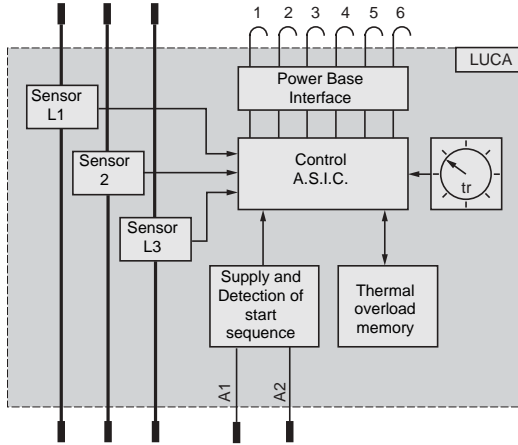 1 2 3 4 5 6
LUCA
Power Base
Interface
Sensor
L1
Control
A.S.I.C.
Sensor
2
tr
Sensor
L3
Supply and
Detection of
start
sequence
Thermal
overload
memory
A1
A2